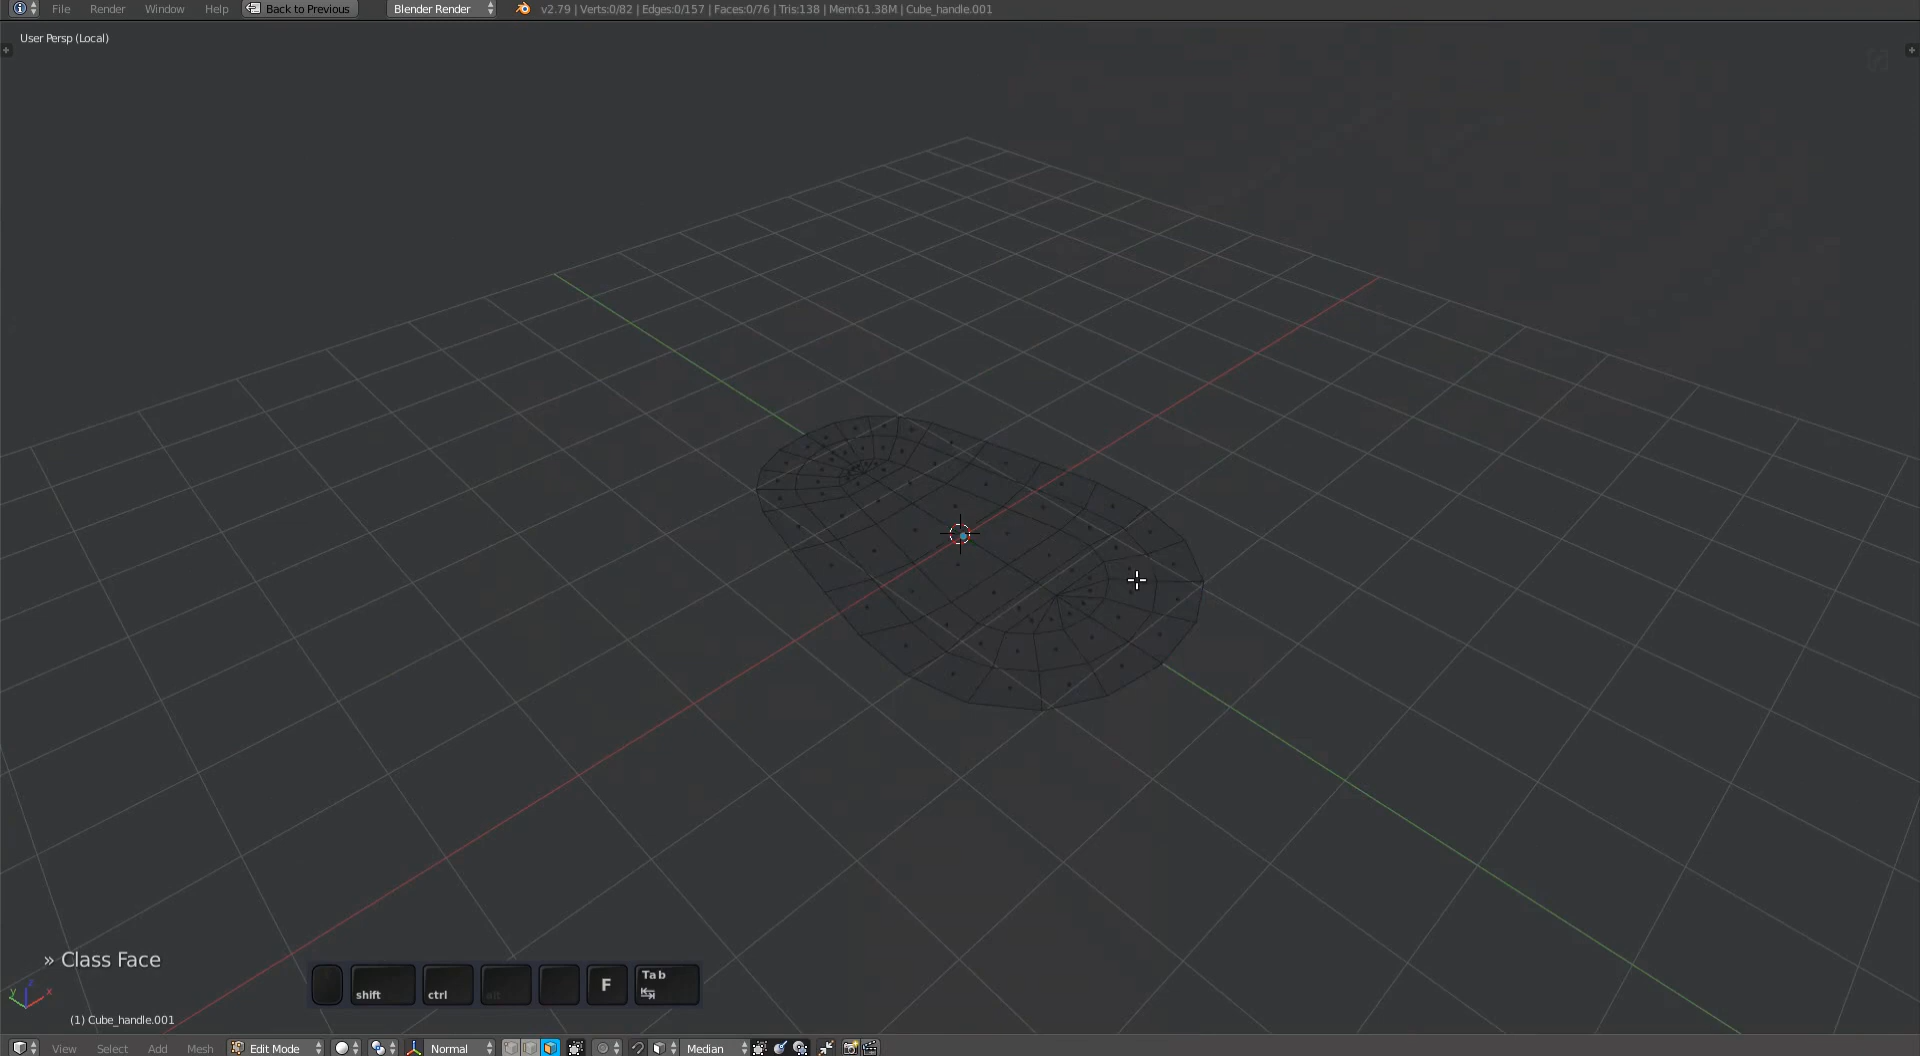 File Render Window Help Back to Previous Blender Render v2.79 | Verts:0/82 | Edges:0/157 | Faces:0/76 | Tris:138 | Mem:61.38M | Cube_handle.001
User Persp (Local)
» Class Face
shift ctrl alt F Tab
z
y x
(1) Cube_handle.001
View Select Add Mesh Edit Mode Normal Median